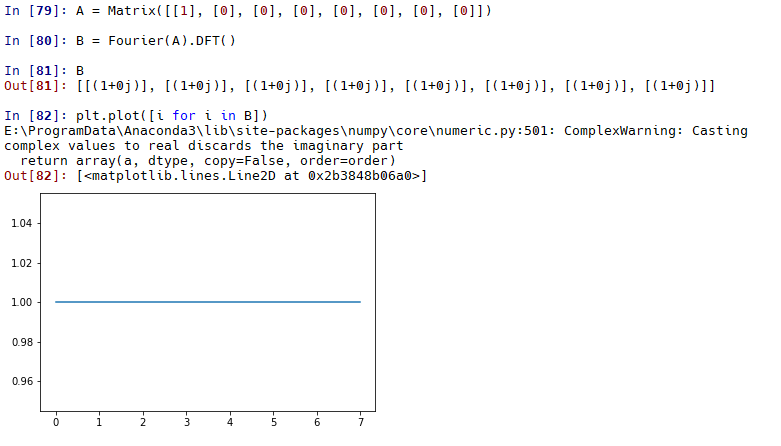 In [79]: A = Matrix([[1], [0], [0], [0], [0], [0], [0], [0]])
In [80]: B = Fourier(A).DFT()
In [81]: B
Out[81]: [[(1+0j)], [(1+0j)], [(1+0j)], [(1+0j)], [(1+0j)], [(1+0j)], [(1+0j)], [(1+0j)]]
In [82]: plt.plot([i for i in B])
E:\ProgramData\Anaconda3\lib\site-packages\numpy\core\numeric.py:501: ComplexWarning: Casting
complex values to real discards the imaginary part
  return array(a, dtype, copy=False, order=order)
Out[82]: [<matplotlib.lines.Line2D at 0x2b3848b06a0>]
1.04
1.02
1.00
0.98
0.96
0 1 2 3 4 5 6 7